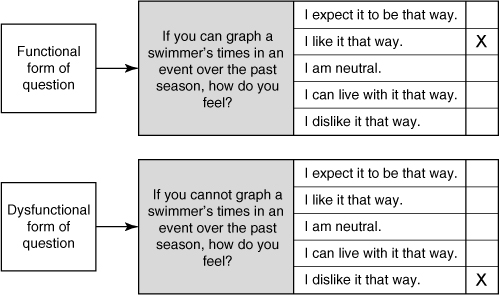 Functional
form of
question
If you can graph a
swimmer's times in an
event over the past
season, how do you
feel?
I expect it to be that way.
I like it that way.
X
I am neutral.
I can live with it that way.
I dislike it that way.
Dysfunctional
form of
question
If you cannot graph a
swimmer's times in an
event over the past
season, how do you
feel?
I expect it to be that way.
I like it that way.
I am neutral.
I can live with it that way.
I dislike it that way.
X